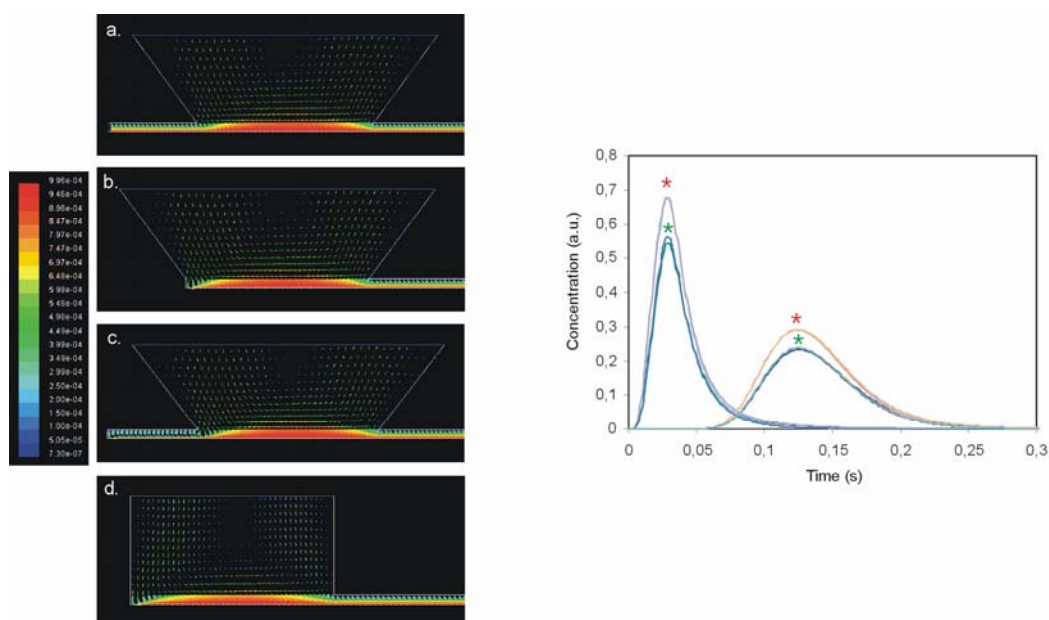 a.
b.
c.
d.
9.96e-04
9.46e-04
8.96e-04
8.47e-04
7.97e-04
7.47e-04
6.97e-04
6.48e-04
5.98e-04
5.48e-04
4.98e-04
4.49e-04
3.99e-04
3.49e-04
2.99e-04
2.50e-04
2.00e-04
1.50e-04
1.00e-04
5.05e-05
7.30e-07
0,8
0,7
0,6
0,5
0,4
0,3
0,2
0,1
0
Concentration (a.u.)
*
*
*
*
0 0,05 0,1 0,15 0,2 0,25 0,3
Time (s)